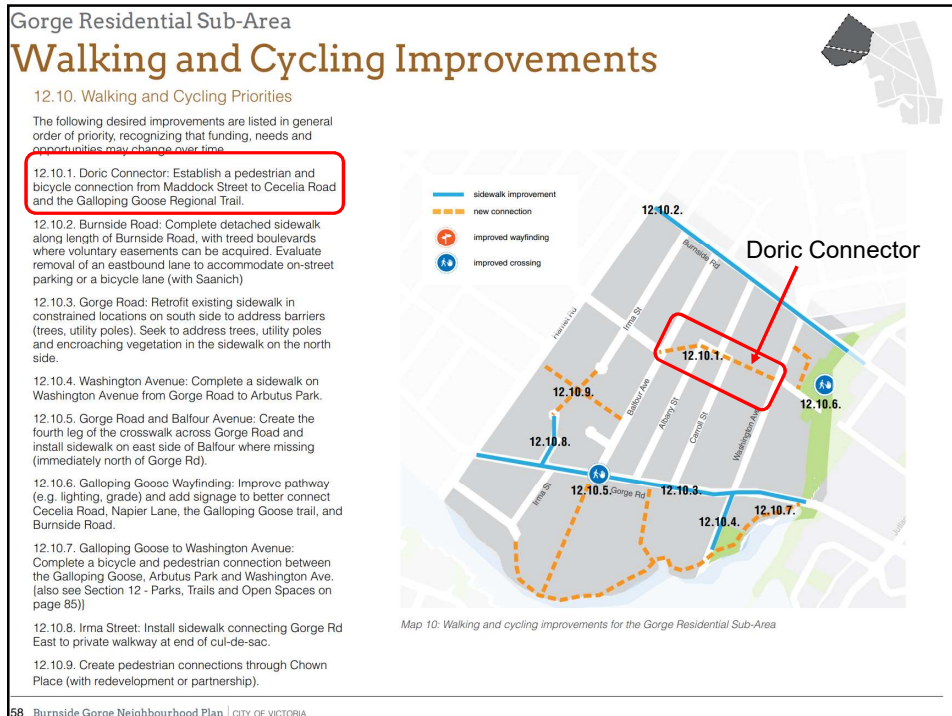 Gorge Residential Sub-Area
Walking and Cycling Improvements
12.10. Walking and Cycling Priorities
The following desired improvements are listed in general
order of priority, recognizing that funding, needs and
opportunities may change over time.
12.10.1. Doric Connector: Establish a pedestrian and
bicycle connection from Maddock Street to Cecelia Road
and the Galloping Goose Regional Trail.
12.10.2. Burnside Road: Complete detached sidewalk
along length of Burnside Road, with treed boulevards
where voluntary easements can be acquired. Evaluate
removal of an eastbound lane to accommodate on-street
parking or a bicycle lane (with Saanich)
12.10.3. Gorge Road: Retrofit existing sidewalk in
constrained locations on south side to address barriers
(trees, utility poles). Seek to address trees, utility poles
and encroaching vegetation in the sidewalk on the north
side.
12.10.4. Washington Avenue: Complete a sidewalk on
Washington Avenue from Gorge Road to Arbutus Park.
12.10.5. Gorge Road and Balfour Avenue: Create the
fourth leg of the crosswalk across Gorge Road and
install sidewalk on east side of Balfour where missing
(immediately north of Gorge Rd).
12.10.6. Galloping Goose Wayfinding: Improve pathway
(e.g. lighting, grade) and add signage to better connect
Cecelia Road, Napier Lane, the Galloping Goose trail, and
Burnside Road.
12.10.7. Galloping Goose to Washington Avenue:
Complete a bicycle and pedestrian connection between
the Galloping Goose, Arbutus Park and Washington Ave.
[also see Section 12 - Parks, Trails and Open Spaces on
page 85)]
12.10.8. Irma Street: Install sidewalk connecting Gorge Rd
East to private walkway at end of cul-de-sac.
12.10.9. Create pedestrian connections through Chown
Place (with redevelopment or partnership).
sidewalk improvement
new connection
improved wayfinding
improved crossing
12.10.2.
Burnside Rd
Doric Connector
Irma St
12.10.1.
12.10.9.
Balfour Ave
Albany St
Carroll St
Washington Ave
12.10.6.
12.10.8.
Irma St
12.10.5.
Gorge Rd
12.10.3.
12.10.4.
12.10.7.
Map 10: Walking and cycling improvements for the Gorge Residential Sub-Area
58 Burnside Gorge Neighbourhood Plan | CITY OF VICTORIA